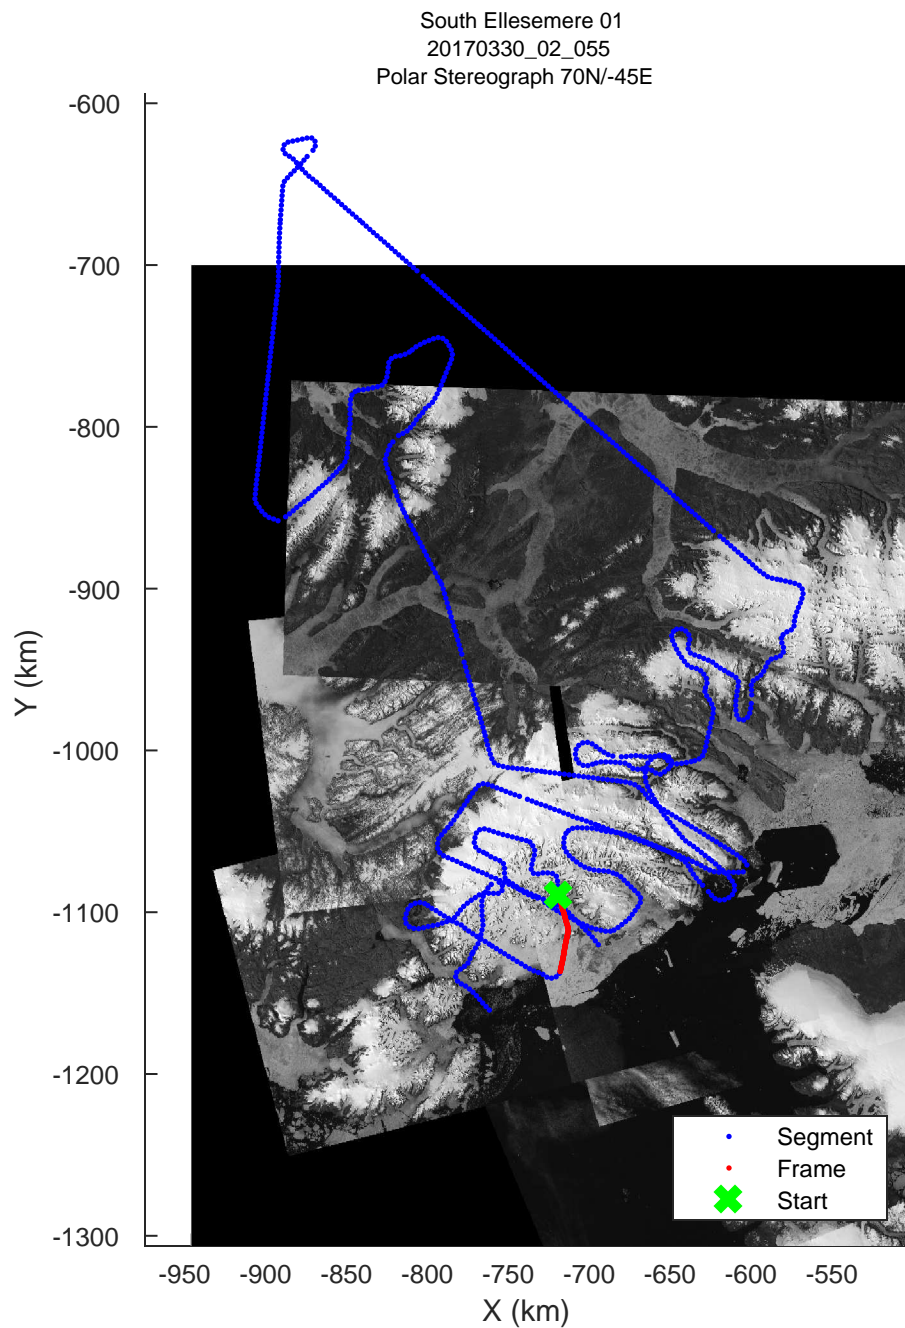 South Ellesemere 01
20170330_02_055
Polar Stereograph 70N/-45E
-600
-700
-800
-900
-1000
-1100
-1200
-1300
Y (km)
-950 -900 -850 -800 -750 -700 -650 -600 -550
X (km)
Segment
Frame
Start